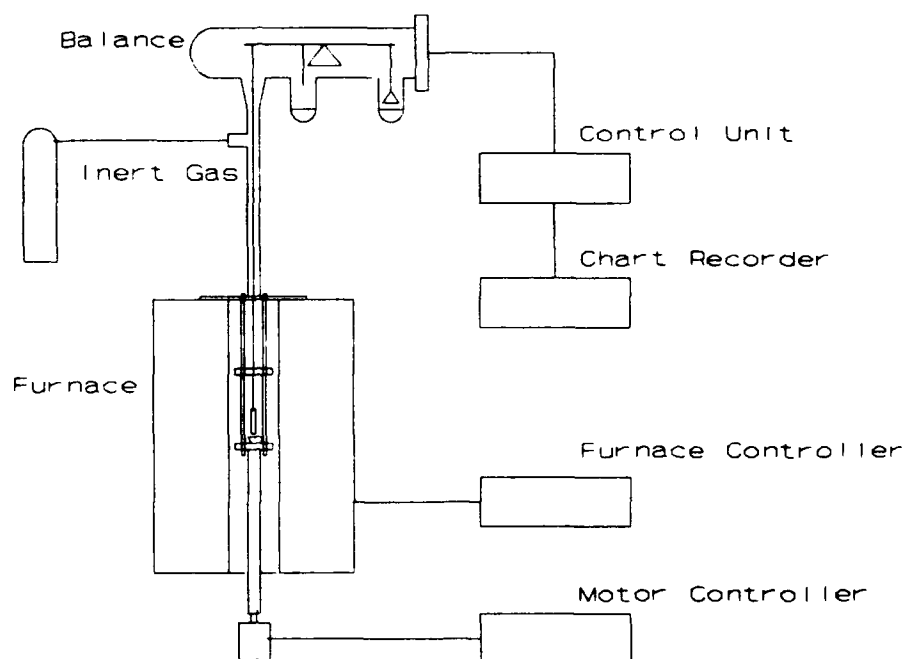 Balance
Control Unit
Inert Gas
Chart Recorder
Furnace
Furnace Controller
Motor Controller